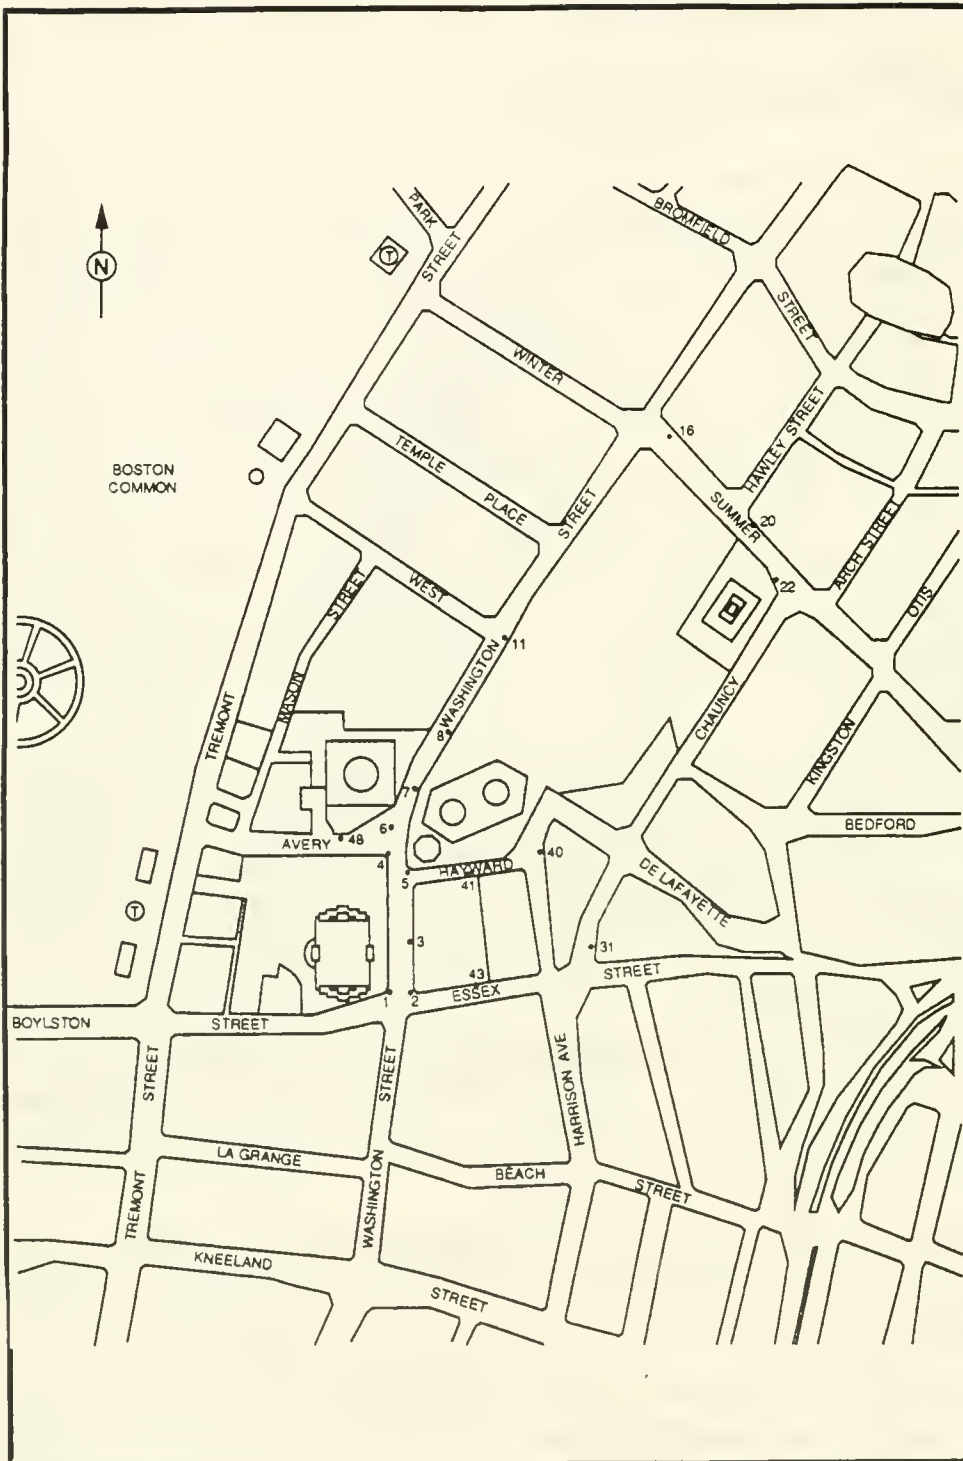 PARK
STREET
BROMFIELD
STREET
N
T
WINTER
16
HAWLEY STREET
BOSTON
COMMON
TEMPLE
PLACE
STREET
SUMMER
20
ARCH STREET
22
OTIS
WEST
STREET
11
WASHINGTON
MASON
TREMONT
8
CHAUNCY
KINGSTON
7
6
48
AVERY
4
5
HAYWARD
41
40
BEDFORD
DE LAFAYETTE
T
3
31
STREET
43
ESSEX
1
2
BOYLSTON
STREET
STREET
STREET
HARRISON AVE
LA GRANGE
BEACH
STREET
TREMONT
WASHINGTON
KNEELAND
STREET